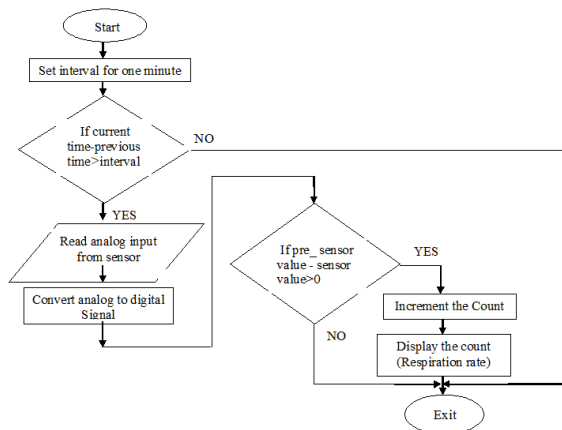 Start
Set interval for one minute
If current
time-previous
time>interval
NO
YES
Read analog input
from sensor
Convert analog to digital
Signal
If pre_ sensor
value - sensor
value>0
YES
NO
Increment the Count
Display the count
(Respiration rate)
Exit